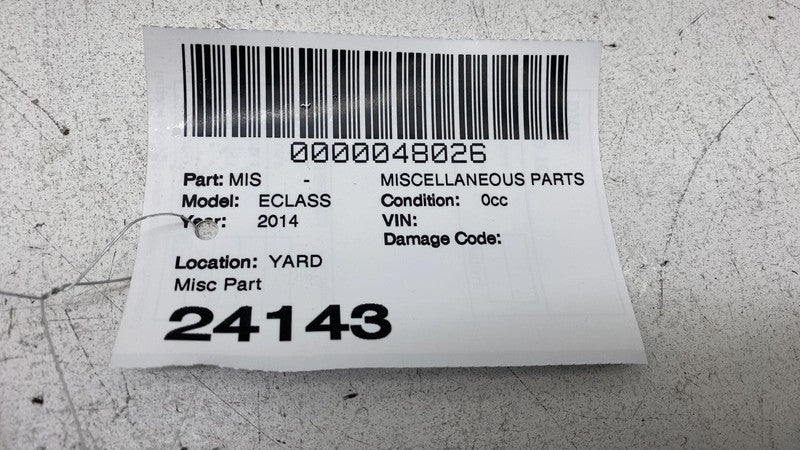 0000048026
Part: MIS - MISCELLANEOUS PARTS
Model: ECLASS Condition: 0cc
Year: 2014 VIN:
Damage Code:
Location: YARD
Misc Part
24143